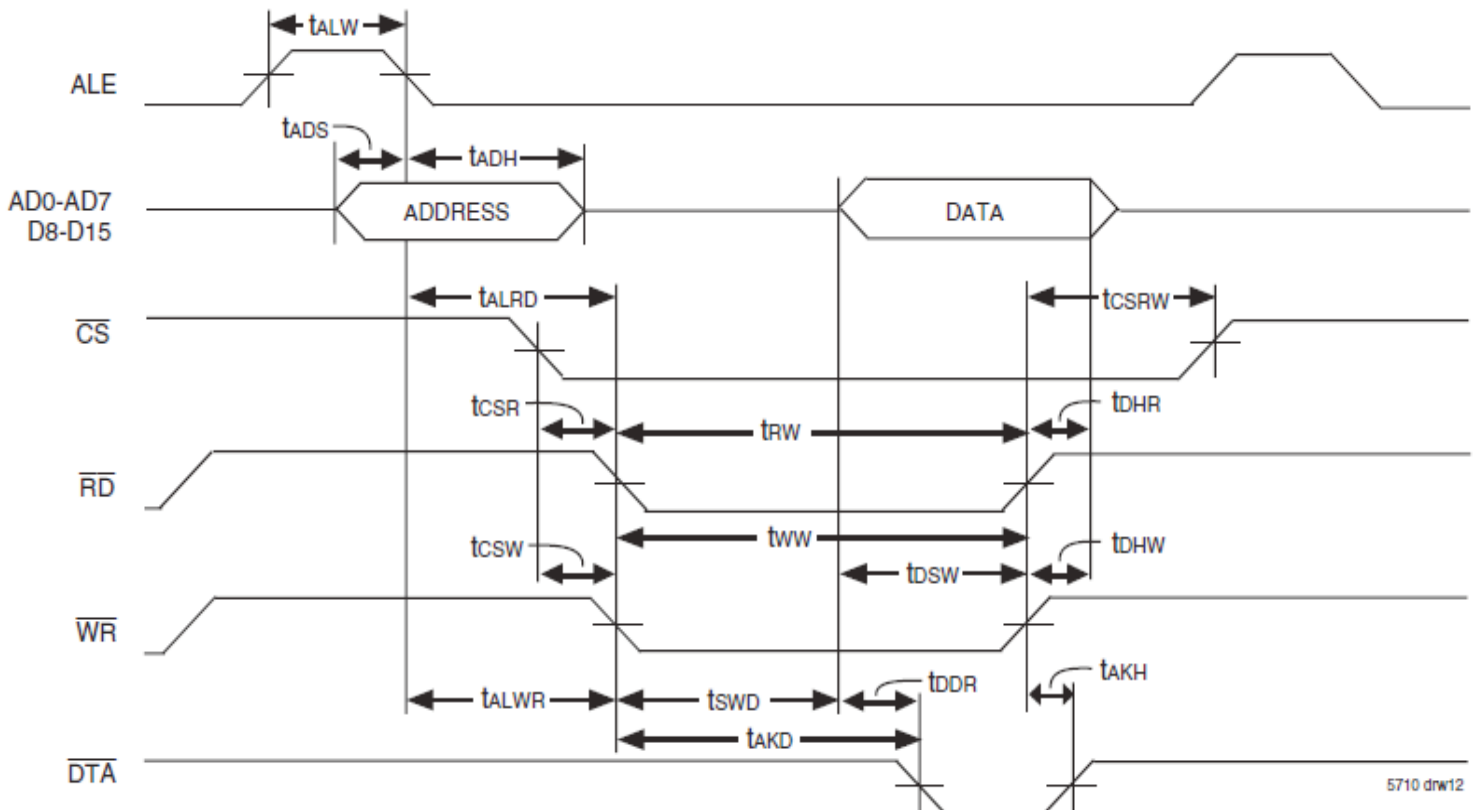 tALW
ALE
tADS
tADH
AD0-AD7
D8-D15
ADDRESS
DATA
tALRD
tCSRW
CS
tCSR
tRW
tDHR
RD
tCSW
tWW
tDHW
tDSW
WR
tALWR
tSWD
tDDR
tAKH
tAKD
DTA
5710 drw12